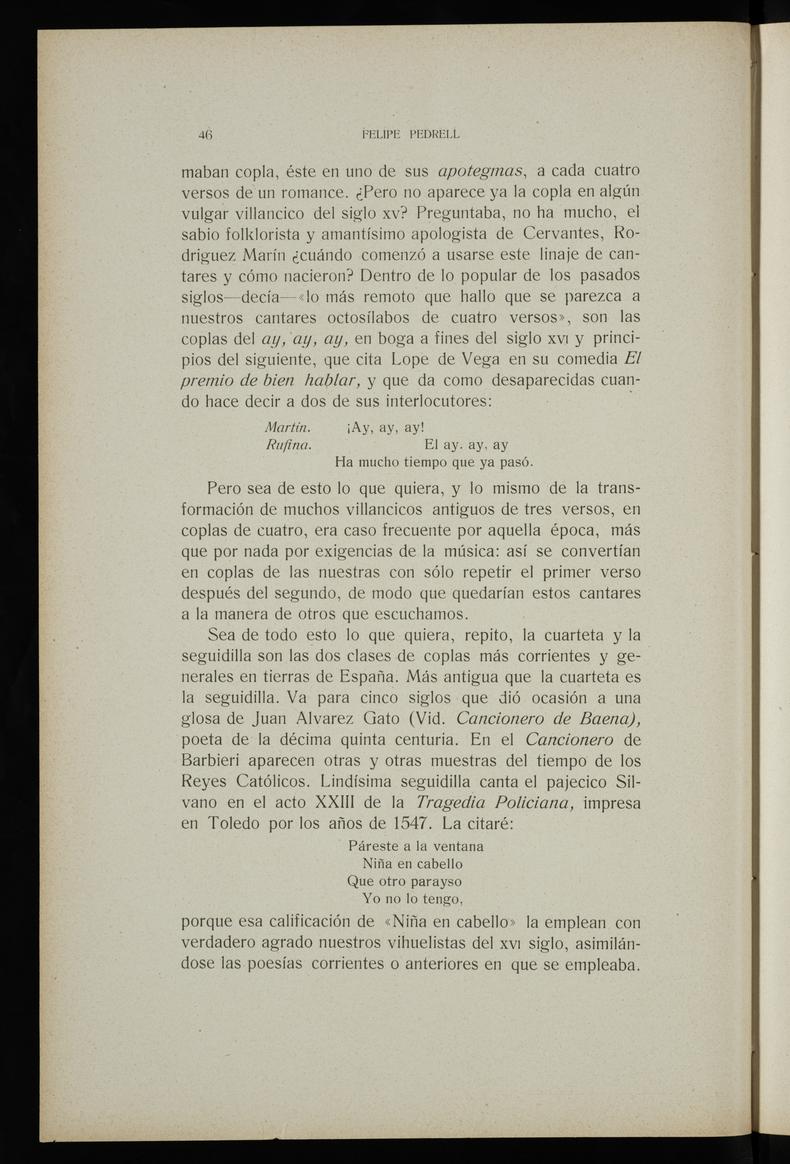 46 FELIPE PEDRELL
maban copla, éste en uno de sus apotegmas, a cada cuatro
versos de un romance. ¿Pero no aparece ya la copla en algún
vulgar villancico del siglo XV? Preguntaba, no ha mucho, el
sabio folklorista y amantísimo apologista de Cervantes, Ro-
dríguez Marín ¿cuándo comenzó a usarse este linaje de can-
tares y cómo nacieron? Dentro de lo popular de los pasados
siglos—decía—«lo más remoto que hallo que se parezca a
nuestros cantares octosílabos de cuatro versos», son las
coplas del ay, ay, ay, en boga a fines del siglo XVI y princi-
pios del siguiente, que cita Lope de Vega en su comedia El
premio de bien hablar, y que da como desaparecidas cuan-
do hace decir a dos de sus interlocutores:
Martín. ¡Ay, ay, ay!
Rufina. El ay. ay, ay
Ha mucho tiempo que ya pasó.
Pero sea de esto lo que quiera, y lo mismo de la trans-
formación de muchos villancicos antiguos de tres versos, en
coplas de cuatro, era caso frecuente por aquella época, más
que por nada por exigencias de la música: así se convertían
en coplas de las nuestras con sólo repetir el primer verso
después del segundo, de modo que quedarían estos cantares
a la manera de otros que escuchamos.
Sea de todo esto lo que quiera, repito, la cuarteta y la
seguidilla son las dos clases de coplas más corrientes y ge-
nerales en tierras de España. Más antigua que la cuarteta es
la seguidilla. Va para cinco siglos que dió ocasión a una
glosa de Juan Alvarez Gato (Vid. Cancionero de Baena),
poeta de la décima quinta centuria. En el Cancionero de
Barbieri aparecen otras y otras muestras del tiempo de los
Reyes Católicos. Lindísima seguidilla canta el pajecico Sil-
vano en el acto XXIII de la Tragedia Policiana, impresa
en Toledo por los años de 1547. La citaré:
Páreste a la ventana
Niña en cabello
Que otro parayso
Yo no lo tengo,
porque esa calificación de «Niña en cabello» la emplean con
verdadero agrado nuestros vihuelistas del XVI siglo, asimilán-
dose las poesías corrientes o anteriores en que se empleaba.